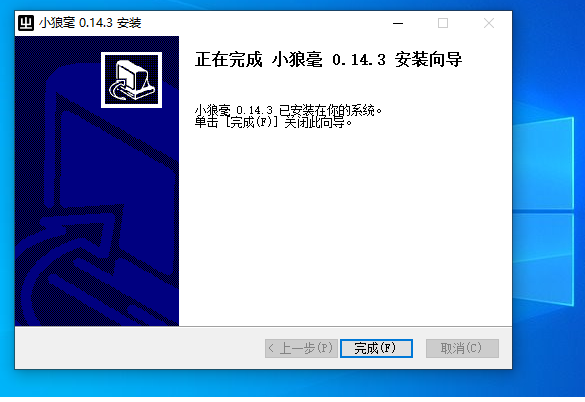 小狼毫 0.14.3 安装
正在完成 小狼毫 0.14.3 安装向导
小狼毫 0.14.3 已安装在你的系统。
单击 [完成(F)] 关闭此向导。
< 上一步(P)
完成(F)
取消(C)